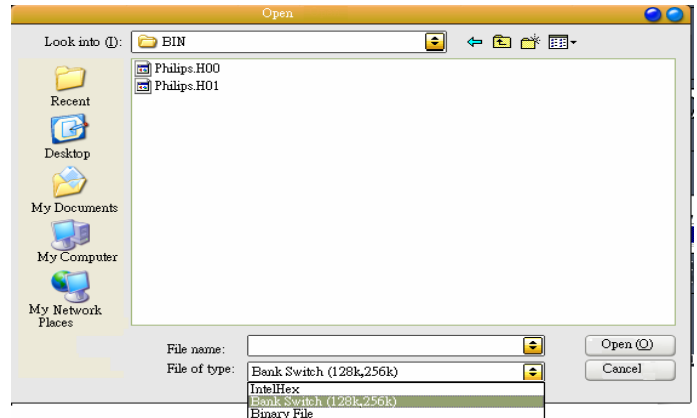 Open
Look into (I):
BIN
Philips.H00
Philips.H01
Recent
Desktop
My Documents
My Computer
My Network
Places
File name:
Open (O)
File of type:
Bank Switch (128k,256k)
Cancel
IntelHex
Bank Switch (128k,256k)
Binary File